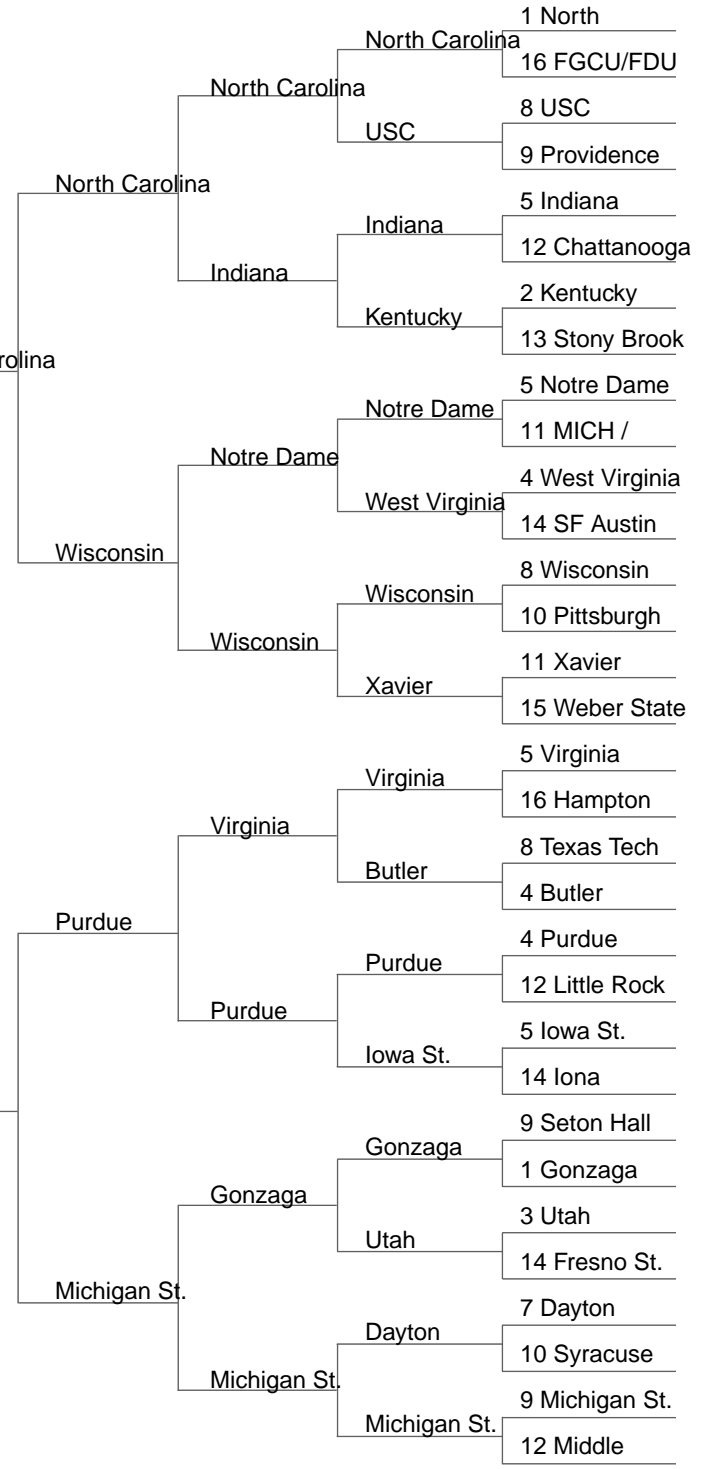 1 North
North Carolina
16 FGCU/FDU
North Carolina
8 USC
USC
9 Providence
North Carolina
5 Indiana
Indiana
12 Chattanooga
Indiana
2 Kentucky
Kentucky
13 Stony Brook
rolina
5 Notre Dame
Notre Dame
11 MICH /
Notre Dame
4 West Virginia
West Virginia
14 SF Austin
Wisconsin
8 Wisconsin
Wisconsin
10 Pittsburgh
Wisconsin
11 Xavier
Xavier
15 Weber State
5 Virginia
Virginia
16 Hampton
Virginia
8 Texas Tech
Butler
4 Butler
Purdue
4 Purdue
Purdue
12 Little Rock
Purdue
5 Iowa St.
Iowa St.
14 Iona
9 Seton Hall
Gonzaga
1 Gonzaga
Gonzaga
3 Utah
Utah
14 Fresno St.
Michigan St.
7 Dayton
Dayton
10 Syracuse
Michigan St.
9 Michigan St.
Michigan St.
12 Middle